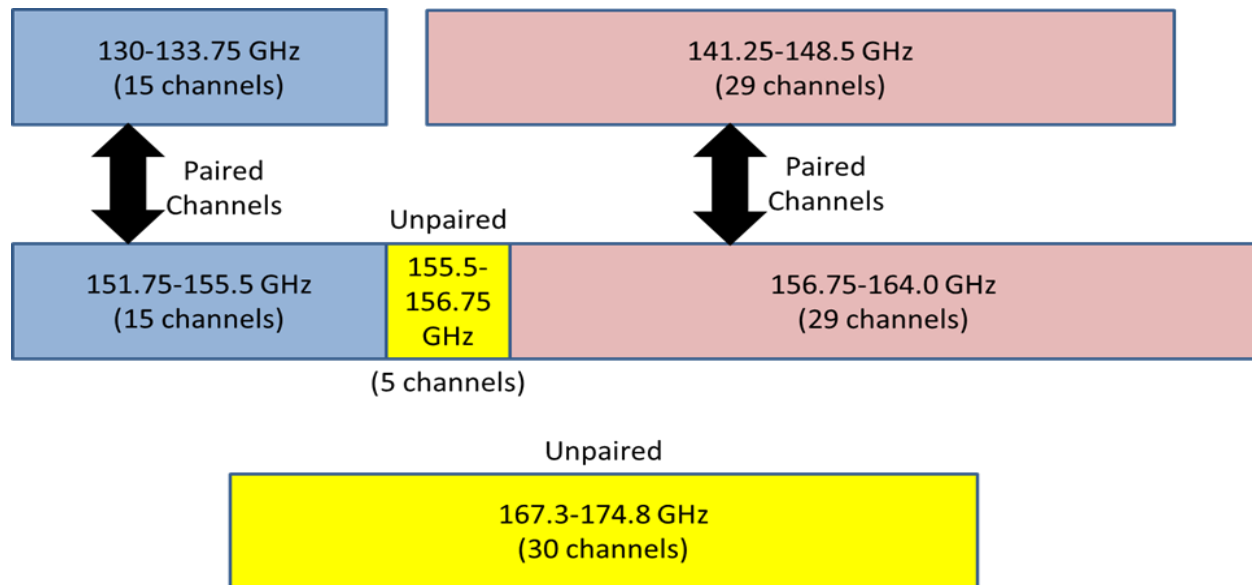 130-133.75 GHz
(15 channels)
141.25-148.5 GHz
(29 channels)
Paired
Channels
Paired
Channels
Unpaired
151.75-155.5 GHz
(15 channels)
155.5-
156.75
GHz
156.75-164.0 GHz
(29 channels)
(5 channels)
Unpaired
167.3-174.8 GHz
(30 channels)